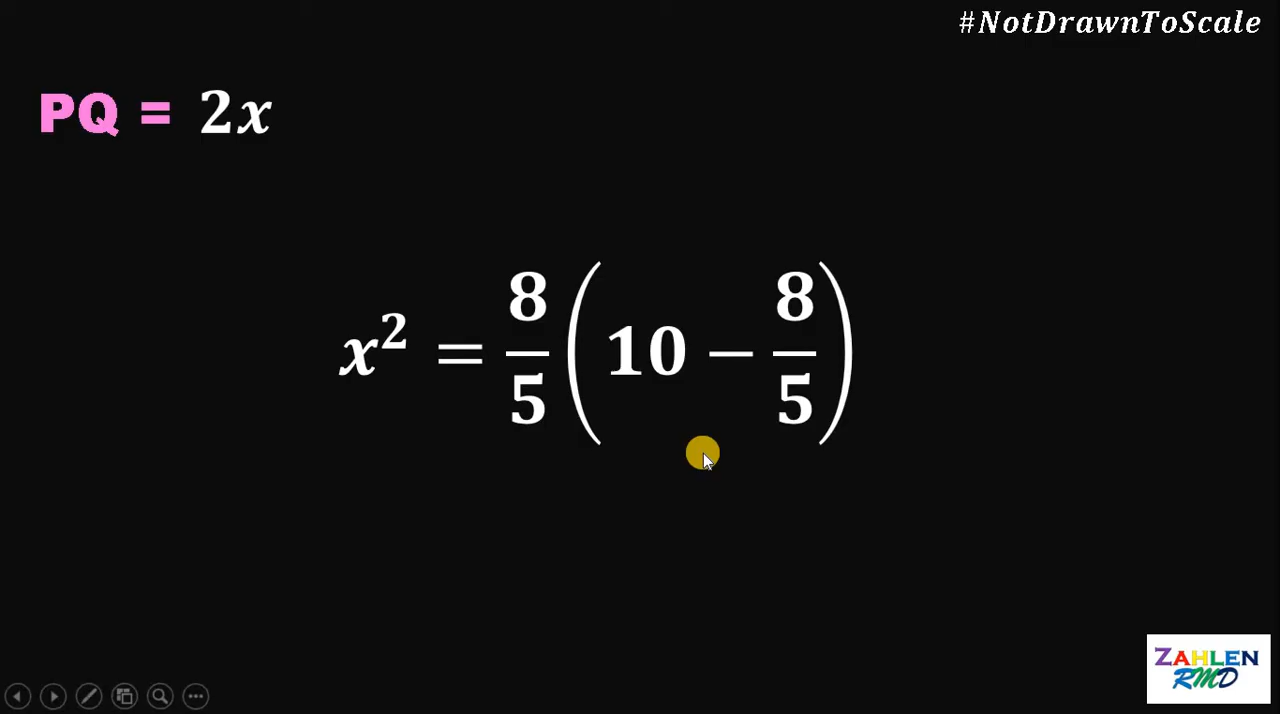 #NotDrawnToScale
PQ = 2x
x² = 8/5 (10 − 8/5)
ZAHLEN
RMD